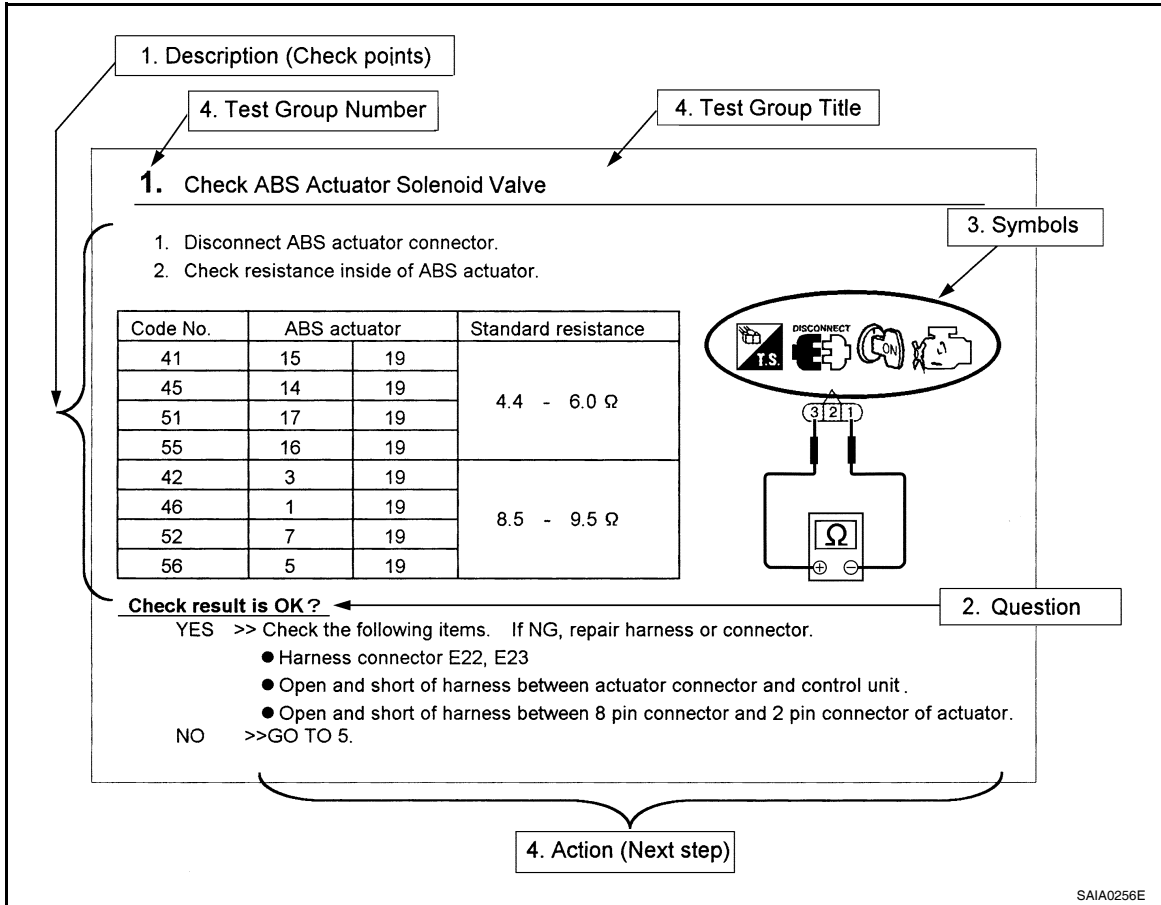 1. Description (Check points)
4. Test Group Number
4. Test Group Title
1. Check ABS Actuator Solenoid Valve
3. Symbols
1. Disconnect ABS actuator connector.
2. Check resistance inside of ABS actuator.
Code No. ABS actuator Standard resistance
41 15 19
45 14 19
4.4 - 6.0 Ω
51 17 19
55 16 19
42 3 19
46 1 19
8.5 - 9.5 Ω
52 7 19
56 5 19
T.S.
DISCONNECT
ON
3 2 1
Ω
⊕ ⊖
Check result is OK?
2. Question
YES >> Check the following items. If NG, repair harness or connector.
● Harness connector E22, E23
● Open and short of harness between actuator connector and control unit.
● Open and short of harness between 8 pin connector and 2 pin connector of actuator.
NO >>GO TO 5.
4. Action (Next step)
SAIA0256E